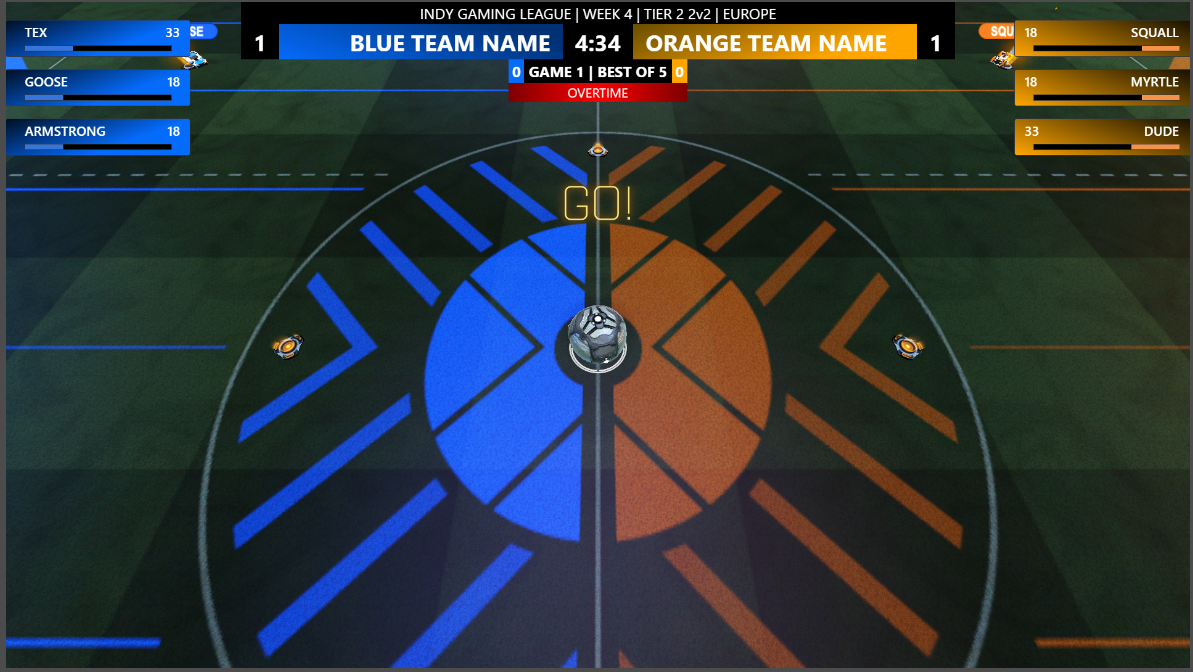 INDY GAMING LEAGUE | WEEK 4 | TIER 2 2v2 | EUROPE
1 BLUE TEAM NAME 4:34 ORANGE TEAM NAME 1
0 GAME 1 | BEST OF 5 0
OVERTIME
TEX 33
SE
GOOSE 18
ARMSTRONG 18
SQU
18 SQUALL
18 MYRTLE
33 DUDE
GO!